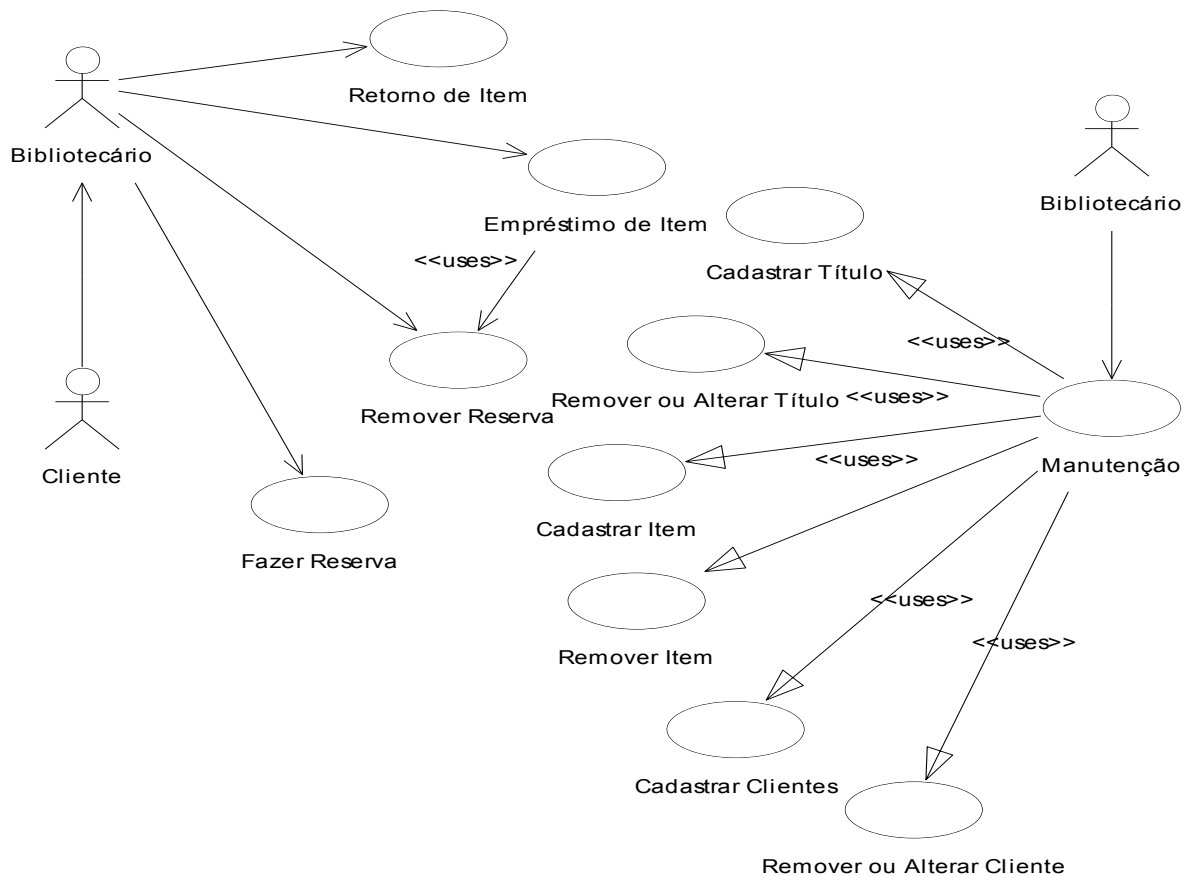 Retorno de Item
Bibliotecário
Bibliotecário
Empréstimo de Item
<<uses>>
Cadastrar Título
<<uses>>
Remover ou Alterar Título
<<uses>>
Remover Reserva
<<uses>>
Manutenção
Cliente
Cadastrar Item
Fazer Reserva
<<uses>>
Remover Item
<<uses>>
Cadastrar Clientes
Remover ou Alterar Cliente